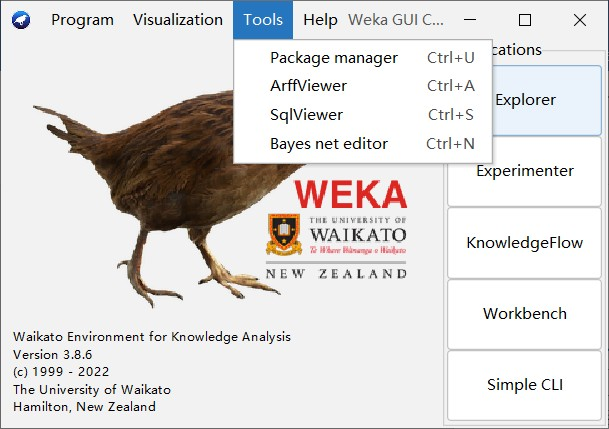 Program Visualization Tools Help Weka GUI C...
Package manager Ctrl+U
ArffViewer Ctrl+A
SqlViewer Ctrl+S
Bayes net editor Ctrl+N
cations
Explorer
Experimenter
KnowledgeFlow
Workbench
Simple CLI
WEKA
THE UNIVERSITY OF
WAIKATO
Te Whare Wānanga o Waikato
NEW ZEALAND
Waikato Environment for Knowledge Analysis
Version 3.8.6
(c) 1999 - 2022
The University of Waikato
Hamilton, New Zealand